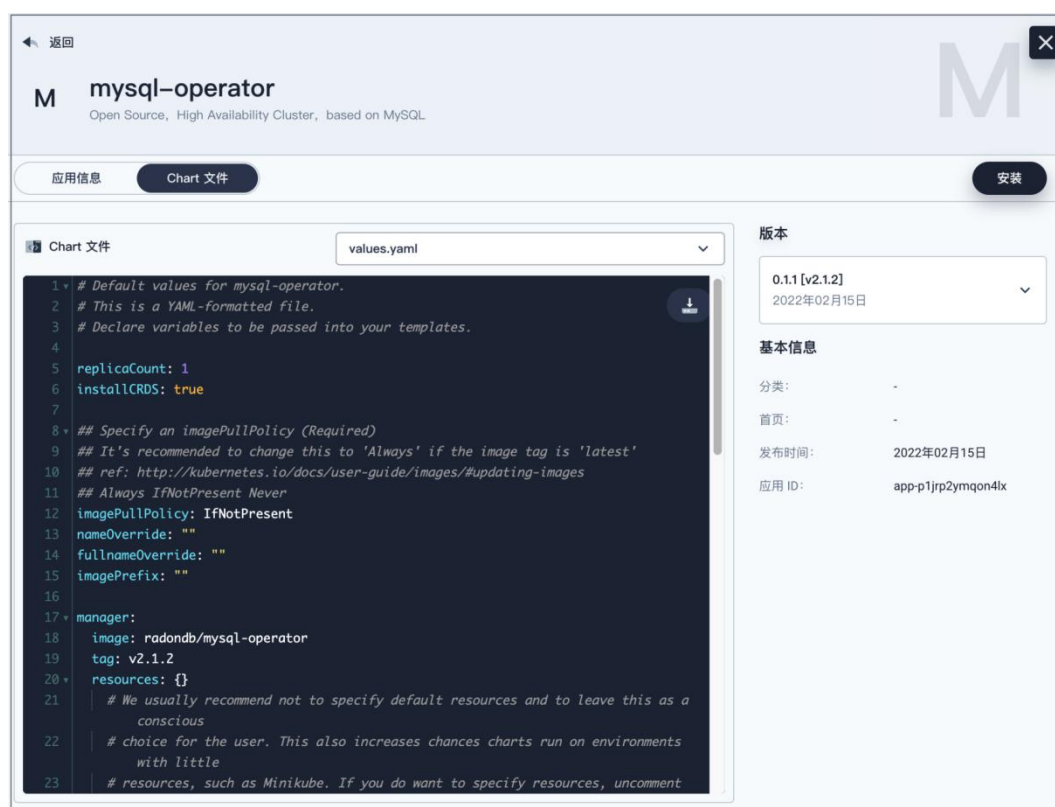 返回
M
mysql-operator
Open Source, High Availability Cluster, based on MySQL
M
应用信息
Chart 文件
安装
Chart 文件
values.yaml
1 # Default values for mysql-operator.
2 # This is a YAML-formatted file.
3 # Declare variables to be passed into your templates.
4
5 replicaCount: 1
6 installCRDS: true
7
8 ## Specify an imagePullPolicy (Required)
9 ## It's recommended to change this to 'Always' if the image tag is 'latest'
10 ## ref: http://kubernetes.io/docs/user-guide/images/#updating-images
11 ## Always IfNotPresent Never
12 imagePullPolicy: IfNotPresent
13 nameOverride: ""
14 fullnameOverride: ""
15 imagePrefix: ""
16
17 manager:
18 image: radondb/mysql-operator
19 tag: v2.1.2
20 resources: {}
21 # We usually recommend not to specify default resources and to leave this as a
conscious
22 # choice for the user. This also increases chances charts run on environments
with little
23 # resources, such as Minikube. If you do want to specify resources, uncomment
版本
0.1.1 [v2.1.2]
2022年02月15日
基本信息
分类: -
首页: -
发布时间: 2022年02月15日
应用 ID: app-p1jrp2ymqon4lx